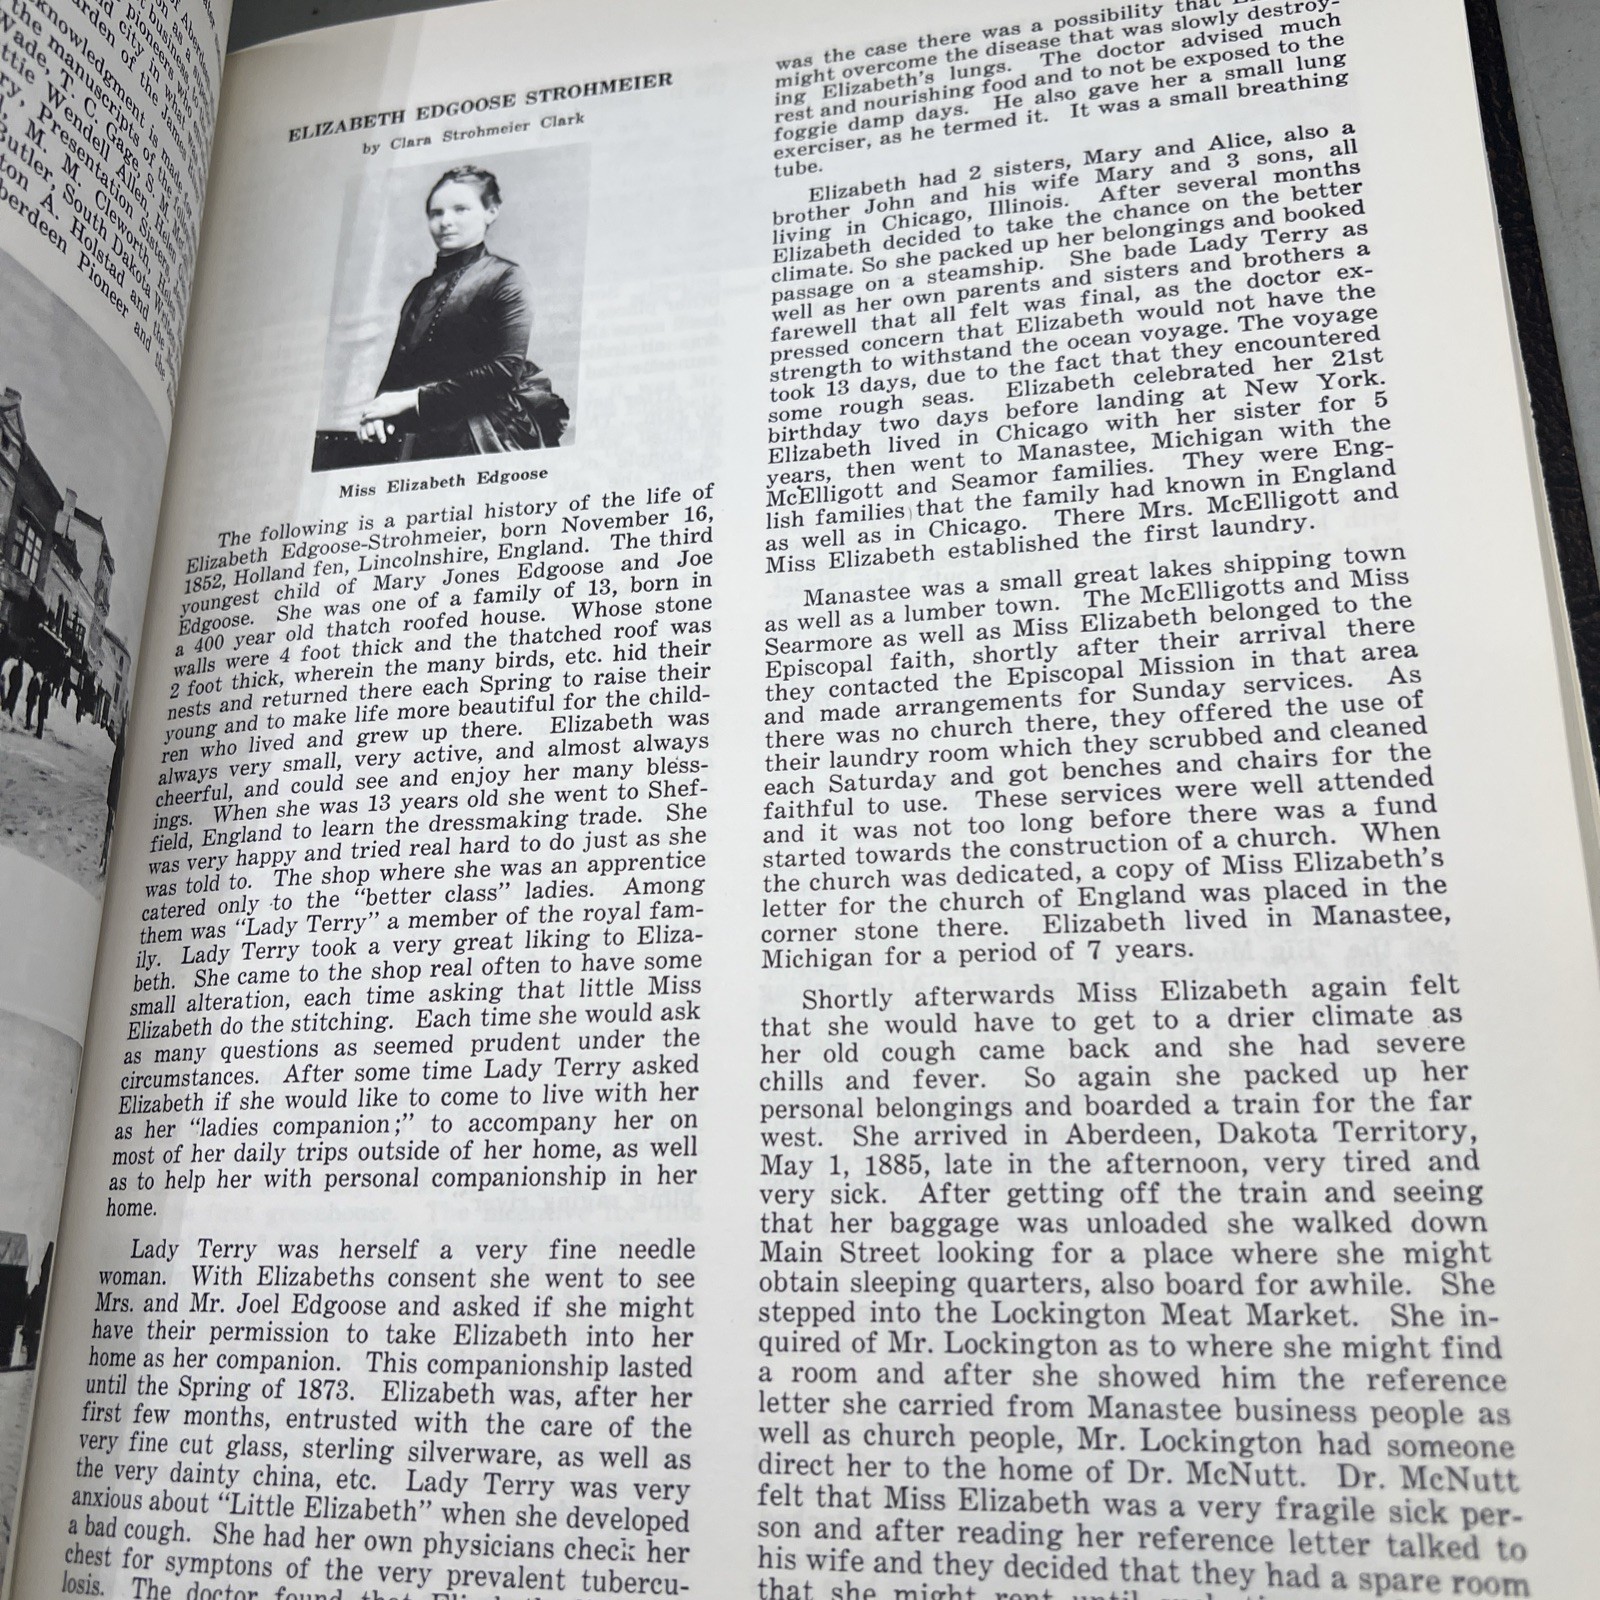 knowledgment is made for
the manuscripts of the
Wade, T. C. Gage, S. M.
Wendell Allen, Helen
Presentation Sisters,
M. M. Cleworth,
Butler, South Dakota
A. Holstad and the
Aberdeen Pioneer and the
ELIZABETH EDGOOSE STROHMEIER
by Clara Strohmeier Clark
Miss Elizabeth Edgoose
The following is a partial history of the life of
Elizabeth Edgoose-Strohmeier, born November 16,
1852, Holland fen, Lincolnshire, England. The third
youngest child of Mary Jones Edgoose and Joe
Edgoose. She was one of a family of 13, born in
a 400 year old thatch roofed house. Whose stone
walls were 4 foot thick and the thatched roof was
2 foot thick, wherein the many birds, etc. hid their
nests and returned there each Spring to raise their
young and to make life more beautiful for the child-
ren who lived and grew up there. Elizabeth was
always very small, very active, and almost always
cheerful, and could see and enjoy her many bless-
ings. When she was 13 years old she went to Shef-
field, England to learn the dressmaking trade. She
was very happy and tried real hard to do just as she
was told to. The shop where she was an apprentice
catered only to the "better class" ladies. Among
them was "Lady Terry" a member of the royal fam-
ily. Lady Terry took a very great liking to Eliza-
beth. She came to the shop real often to have some
small alteration, each time asking that little Miss
Elizabeth do the stitching. Each time she would ask
as many questions as seemed prudent under the
circumstances. After some time Lady Terry asked
Elizabeth if she would like to come to live with her
as her "ladies companion;" to accompany her on
most of her daily trips outside of her home, as well
as to help her with personal companionship in her
home.
Lady Terry was herself a very fine needle
woman. With Elizabeths consent she went to see
Mrs. and Mr. Joel Edgoose and asked if she might
have their permission to take Elizabeth into her
home as her companion. This companionship lasted
until the Spring of 1873. Elizabeth was, after her
first few months, entrusted with the care of the
very fine cut glass, sterling silverware, as well as
the very dainty china, etc. Lady Terry was very
anxious about "Little Elizabeth" when she developed
a bad cough. She had her own physicians check her
chest for symptons of the very prevalent tubercu-
losis. The doctor found that
was the case there was a possibility that
might overcome the disease that was slowly destroy-
ing Elizabeth's lungs. The doctor advised much
rest and nourishing food and to not be exposed to the
foggie damp days. He also gave her a small lung
exerciser, as he termed it. It was a small breathing
tube.
Elizabeth had 2 sisters, Mary and Alice, also a
brother John and his wife Mary and 3 sons, all
living in Chicago, Illinois. After several months
Elizabeth decided to take the chance on the better
climate. So she packed up her belongings and booked
passage on a steamship. She bade Lady Terry as
well as her own parents and sisters and brothers a
farewell that all felt was final, as the doctor ex-
pressed concern that Elizabeth would not have the
strength to withstand the ocean voyage. The voyage
took 13 days, due to the fact that they encountered
some rough seas. Elizabeth celebrated her 21st
birthday two days before landing at New York.
Elizabeth lived in Chicago with her sister for 5
years, then went to Manastee, Michigan with the
McElligott and Seamor families. They were Eng-
lish families that the family had known in England
as well as in Chicago. There Mrs. McElligott and
Miss Elizabeth established the first laundry.
Manastee was a small great lakes shipping town
as well as a lumber town. The McElligotts and Miss
Searmore as well as Miss Elizabeth belonged to the
Episcopal faith, shortly after their arrival there
they contacted the Episcopal Mission in that area
and made arrangements for Sunday services. As
there was no church there, they offered the use of
their laundry room which they scrubbed and cleaned
each Saturday and got benches and chairs for the
faithful to use. These services were well attended
and it was not too long before there was a fund
started towards the construction of a church. When
the church was dedicated, a copy of Miss Elizabeth's
letter for the church of England was placed in the
corner stone there. Elizabeth lived in Manastee,
Michigan for a period of 7 years.
Shortly afterwards Miss Elizabeth again felt
that she would have to get to a drier climate as
her old cough came back and she had severe
chills and fever. So again she packed up her
personal belongings and boarded a train for the far
west. She arrived in Aberdeen, Dakota Territory,
May 1, 1885, late in the afternoon, very tired and
very sick. After getting off the train and seeing
that her baggage was unloaded she walked down
Main Street looking for a place where she might
obtain sleeping quarters, also board for awhile. She
stepped into the Lockington Meat Market. She in-
quired of Mr. Lockington as to where she might find
a room and after she showed him the reference
letter she carried from Manastee business people as
well as church people, Mr. Lockington had someone
direct her to the home of Dr. McNutt. Dr. McNutt
felt that Miss Elizabeth was a very fragile sick per-
son and after reading her reference letter talked to
his wife and they decided that they had a spare room
that she might rent until